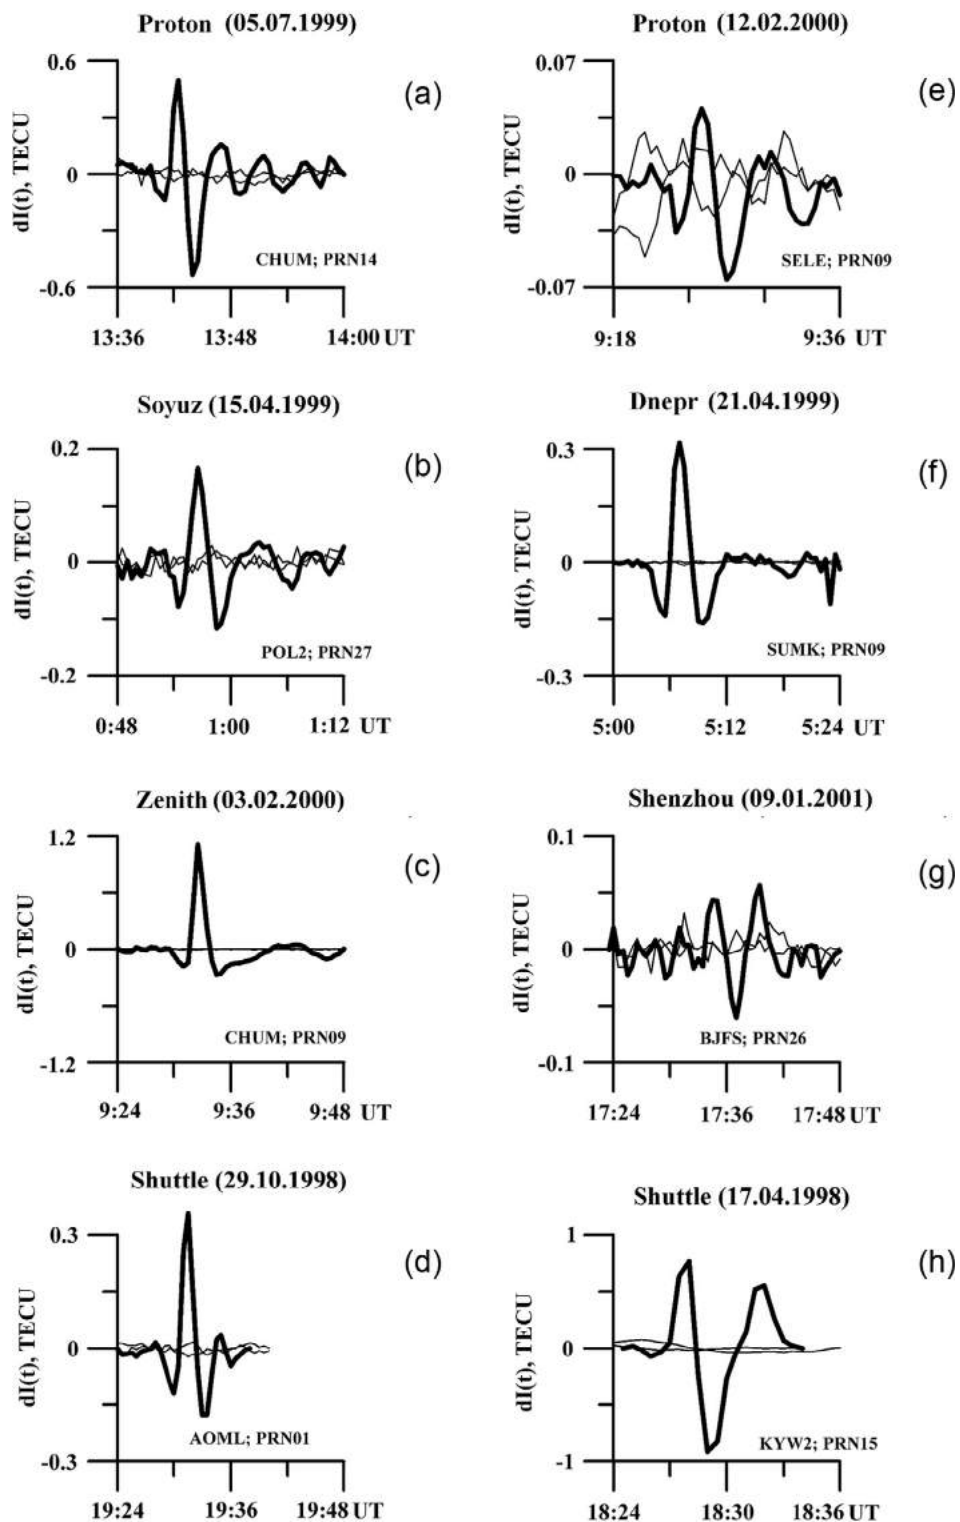 Proton (05.07.1999)
0.6
(a)
dI(t), TECU
0
CHUM; PRN14
-0.6
13:36 13:48 14:00 UT
Proton (12.02.2000)
0.07
(e)
dI(t), TECU
0
SELE; PRN09
-0.07
9:18 9:36 UT
Soyuz (15.04.1999)
0.2
(b)
dI(t), TECU
0
POL2; PRN27
-0.2
0:48 1:00 1:12 UT
Dnepr (21.04.1999)
0.3
(f)
dI(t), TECU
0
SUMK; PRN09
-0.3
5:00 5:12 5:24 UT
Zenith (03.02.2000)
1.2
(c)
dI(t), TECU
0
CHUM; PRN09
-1.2
9:24 9:36 9:48 UT
Shenzhou (09.01.2001)
0.1
(g)
dI(t), TECU
0
BJFS; PRN26
-0.1
17:24 17:36 17:48 UT
Shuttle (29.10.1998)
0.3
(d)
dI(t), TECU
0
AOML; PRN01
-0.3
19:24 19:36 19:48 UT
Shuttle (17.04.1998)
1
(h)
dI(t), TECU
0
KYW2; PRN15
-1
18:24 18:30 18:36 UT